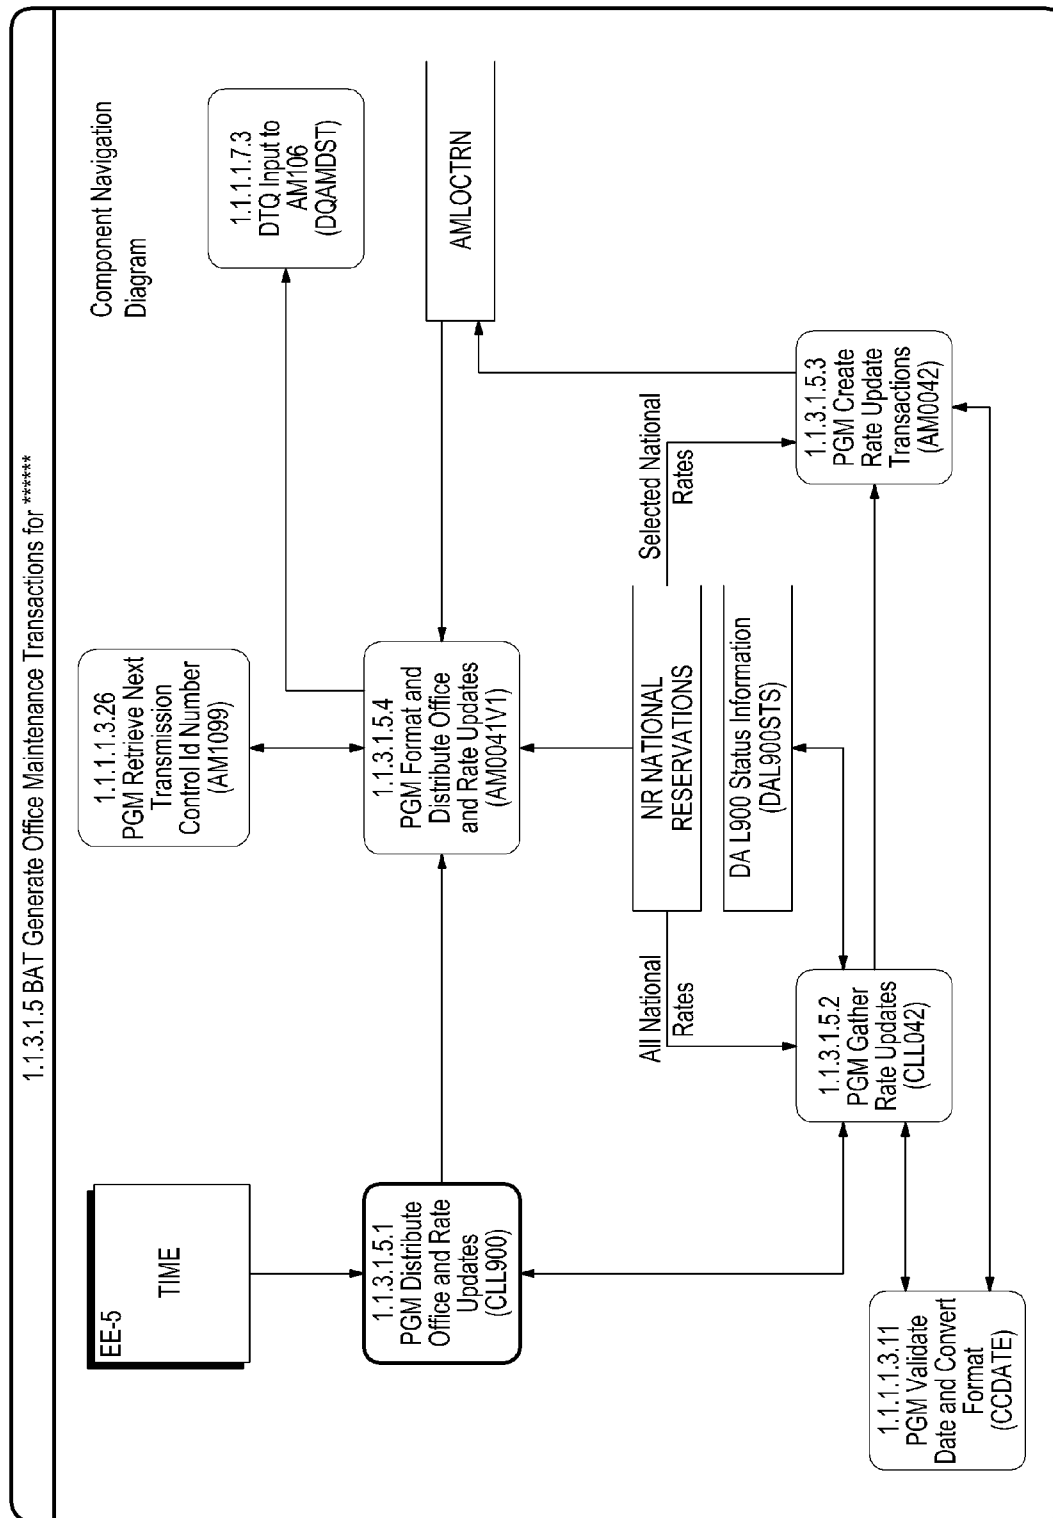 1.1.3.1.5 BAT Generate Office Maintenance Transactions for ******
Component Navigation
Diagram
EE-5
TIME
1.1.1.1.3.26
PGM Retrieve Next
Transmission
Control Id Number
(AM1099)
1.1.1.1.7.3
DTQ Input to
AM106
(DQAMDST)
1.1.3.1.5.1
PGM Distribute
Office and Rate
Updates
(CLL900)
1.1.3.1.5.4
PGM Format and
Distribute Office
and Rate Updates
(AM0041V1)
AMLOCTRN
All National
Rates
NR NATIONAL
RESERVATIONS
Selected National
Rates
DA L900 Status Information
(DAL900STS)
1.1.3.1.5.2
PGM Gather
Rate Updates
(CLL042)
1.1.3.1.5.3
PGM Create
Rate Update
Transactions
(AM0042)
1.1.1.1.3.11
PGM Validate
Date and Convert
Format
(CCDATE)